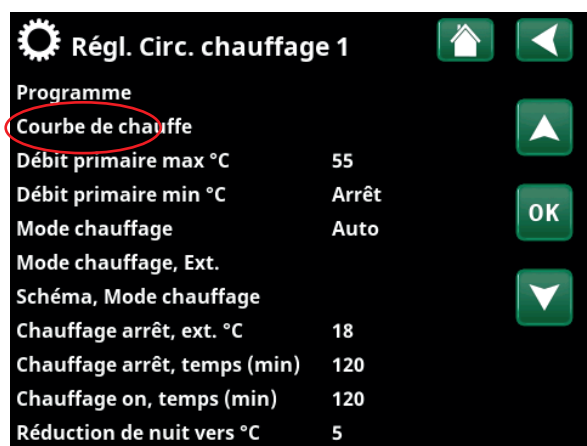 Régl. Circ. chauffage 1
Programme
Courbe de chauffe
Débit primaire max °C 55
Débit primaire min °C Arrêt
Mode chauffage Auto
OK
Mode chauffage, Ext.
Schéma, Mode chauffage
Chauffage arrêt, ext. °C 18
Chauffage arrêt, temps (min) 120
Chauffage on, temps (min) 120
Réduction de nuit vers °C 5